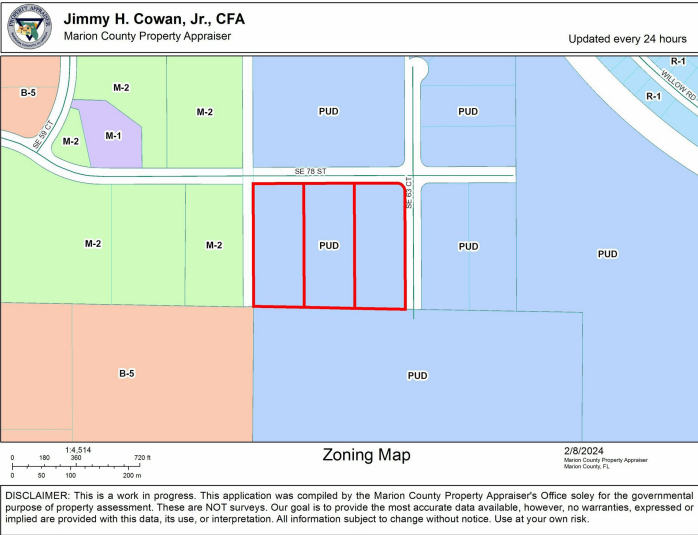 Jimmy H. Cowan, Jr., CFA
Marion County Property Appraiser
Updated every 24 hours
R-1
WILLOW RD
R-1
B-5
M-2
M-2
PUD
PUD
M-1
M-2
SE 59 CT
SE 78 ST
SE 63 CT
M-2
M-2
PUD
PUD
PUD
B-5
PUD
1:4,514
0 180 360 720 ft
0 50 100 200 m
Zoning Map
2/8/2024
Marion County Property Appraiser
Marion County, FL
DISCLAIMER: This is a work in progress. This application was compiled by the Marion County Property Appraiser's Office soley for the governmental
purpose of property assessment. These are NOT surveys. Our goal is to provide the most accurate data available, however, no warranties, expressed or
implied are provided with this data, its use, or interpretation. All information subject to change without notice. Use at your own risk.